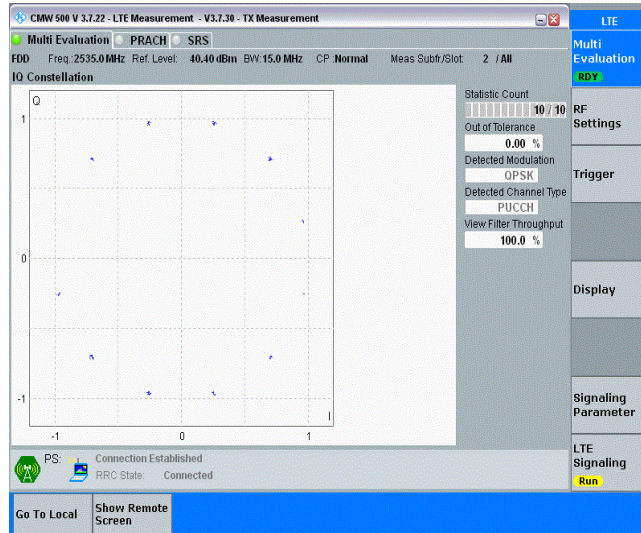 CMW 500 V 3.7.22 - LTE Measurement - V3.7.30 - TX Measurement
LTE
Multi Evaluation PRACH SRS
Multi
Evaluation
RDY
FDD Freq.:2535.0 MHz Ref. Level: 40.40 dBm BW:15.0 MHz CP :Normal Meas Subfr./Slot: 2 / All
IQ Constellation
Statistic Count
10 / 10
Out of Tolerance
0.00 %
Detected Modulation
QPSK
Detected Channel Type
PUCCH
View Filter Throughput
100.0 %
RF
Settings
Trigger
Display
Signaling
Parameter
LTE
Signaling
Run
Q
1
0
-1
I
-1 0 1
PS: Connection Established
RRC State: Connected
Go To Local
Show Remote
Screen